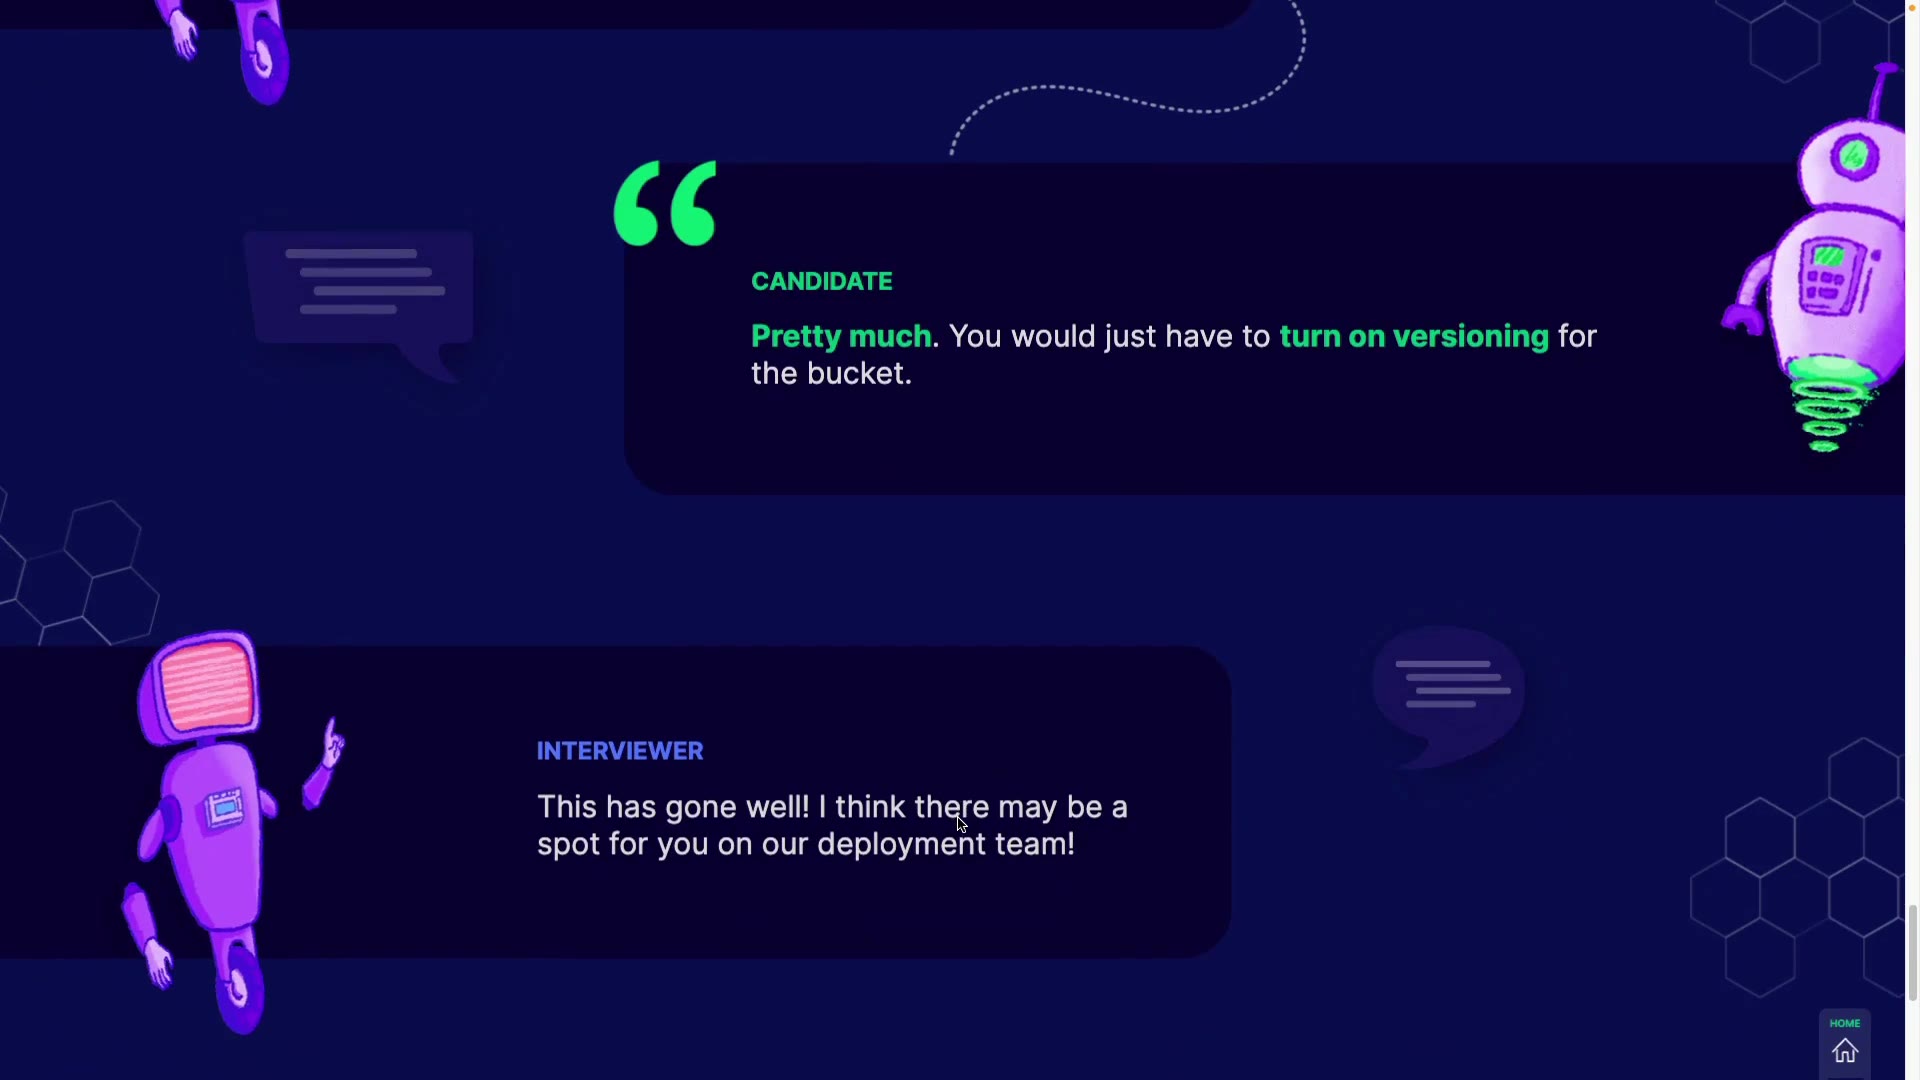 CANDIDATE
Pretty much. You would just have to turn on versioning for
the bucket.
INTERVIEWER
This has gone well! I think there may be a
spot for you on our deployment team!
HOME